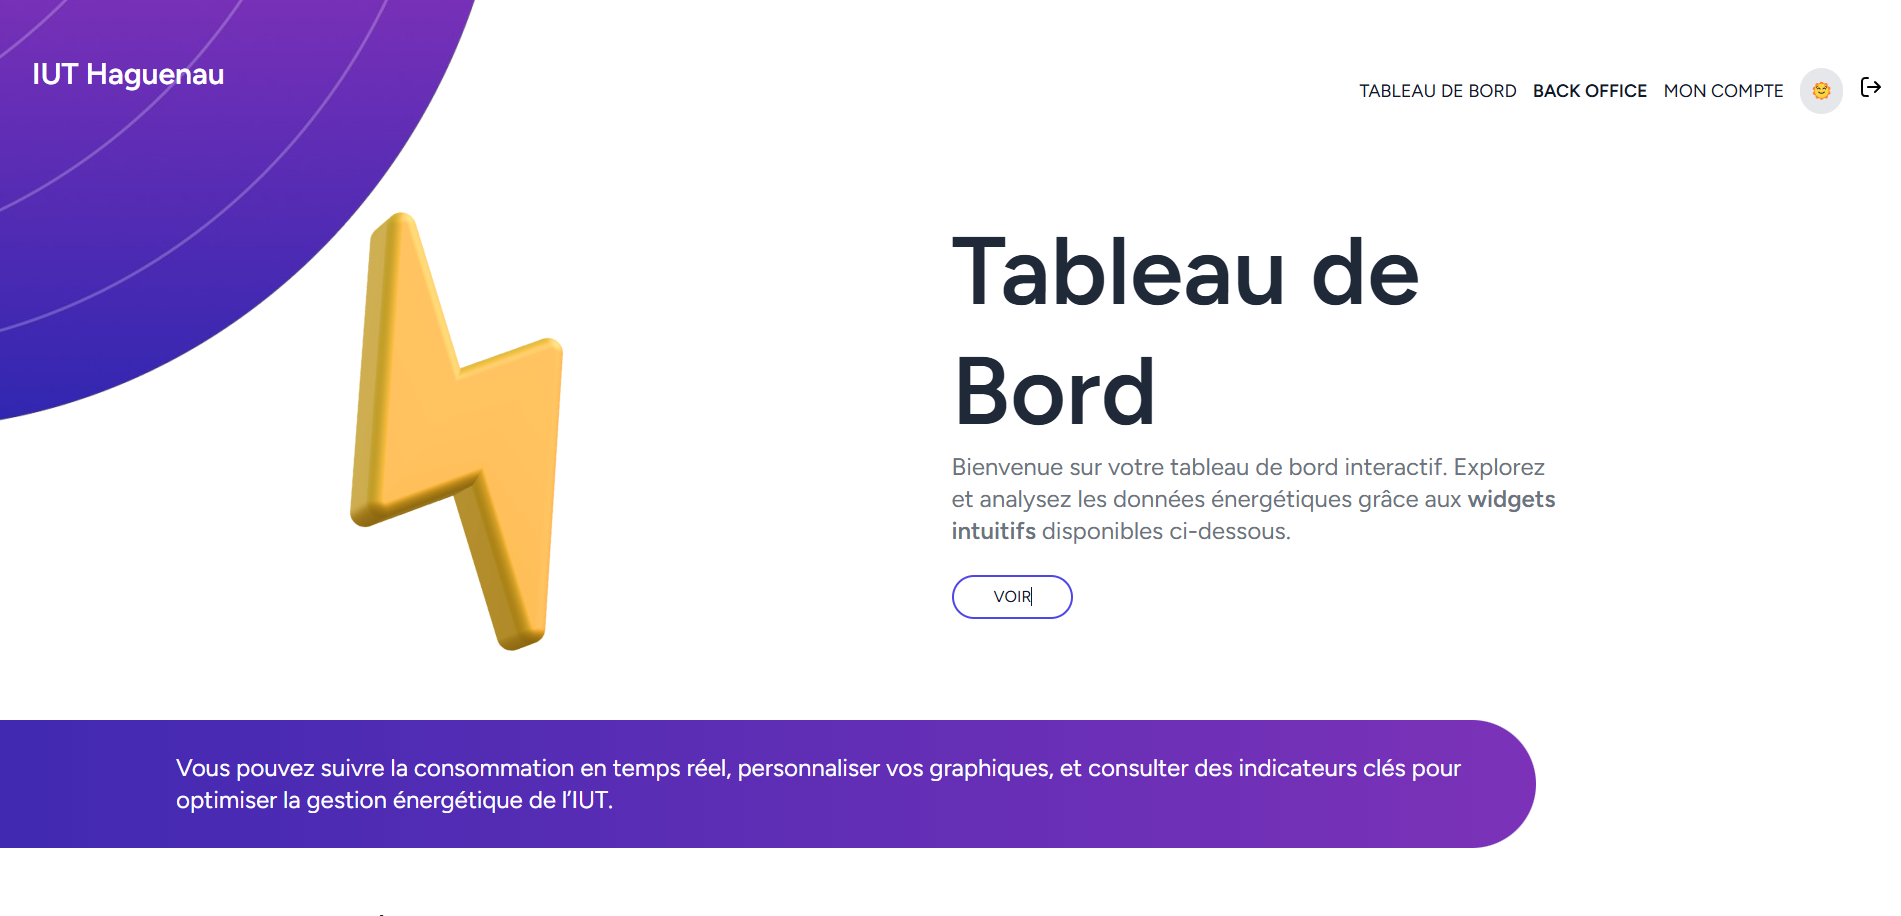 IUT Haguenau
TABLEAU DE BORD BACK OFFICE MON COMPTE
Tableau de
Bord
Bienvenue sur votre tableau de bord interactif. Explorez
et analysez les données énergétiques grâce aux widgets
intuitifs disponibles ci-dessous.
VOIR
Vous pouvez suivre la consommation en temps réel, personnaliser vos graphiques, et consulter des indicateurs clés pour
optimiser la gestion énergétique de l’IUT.